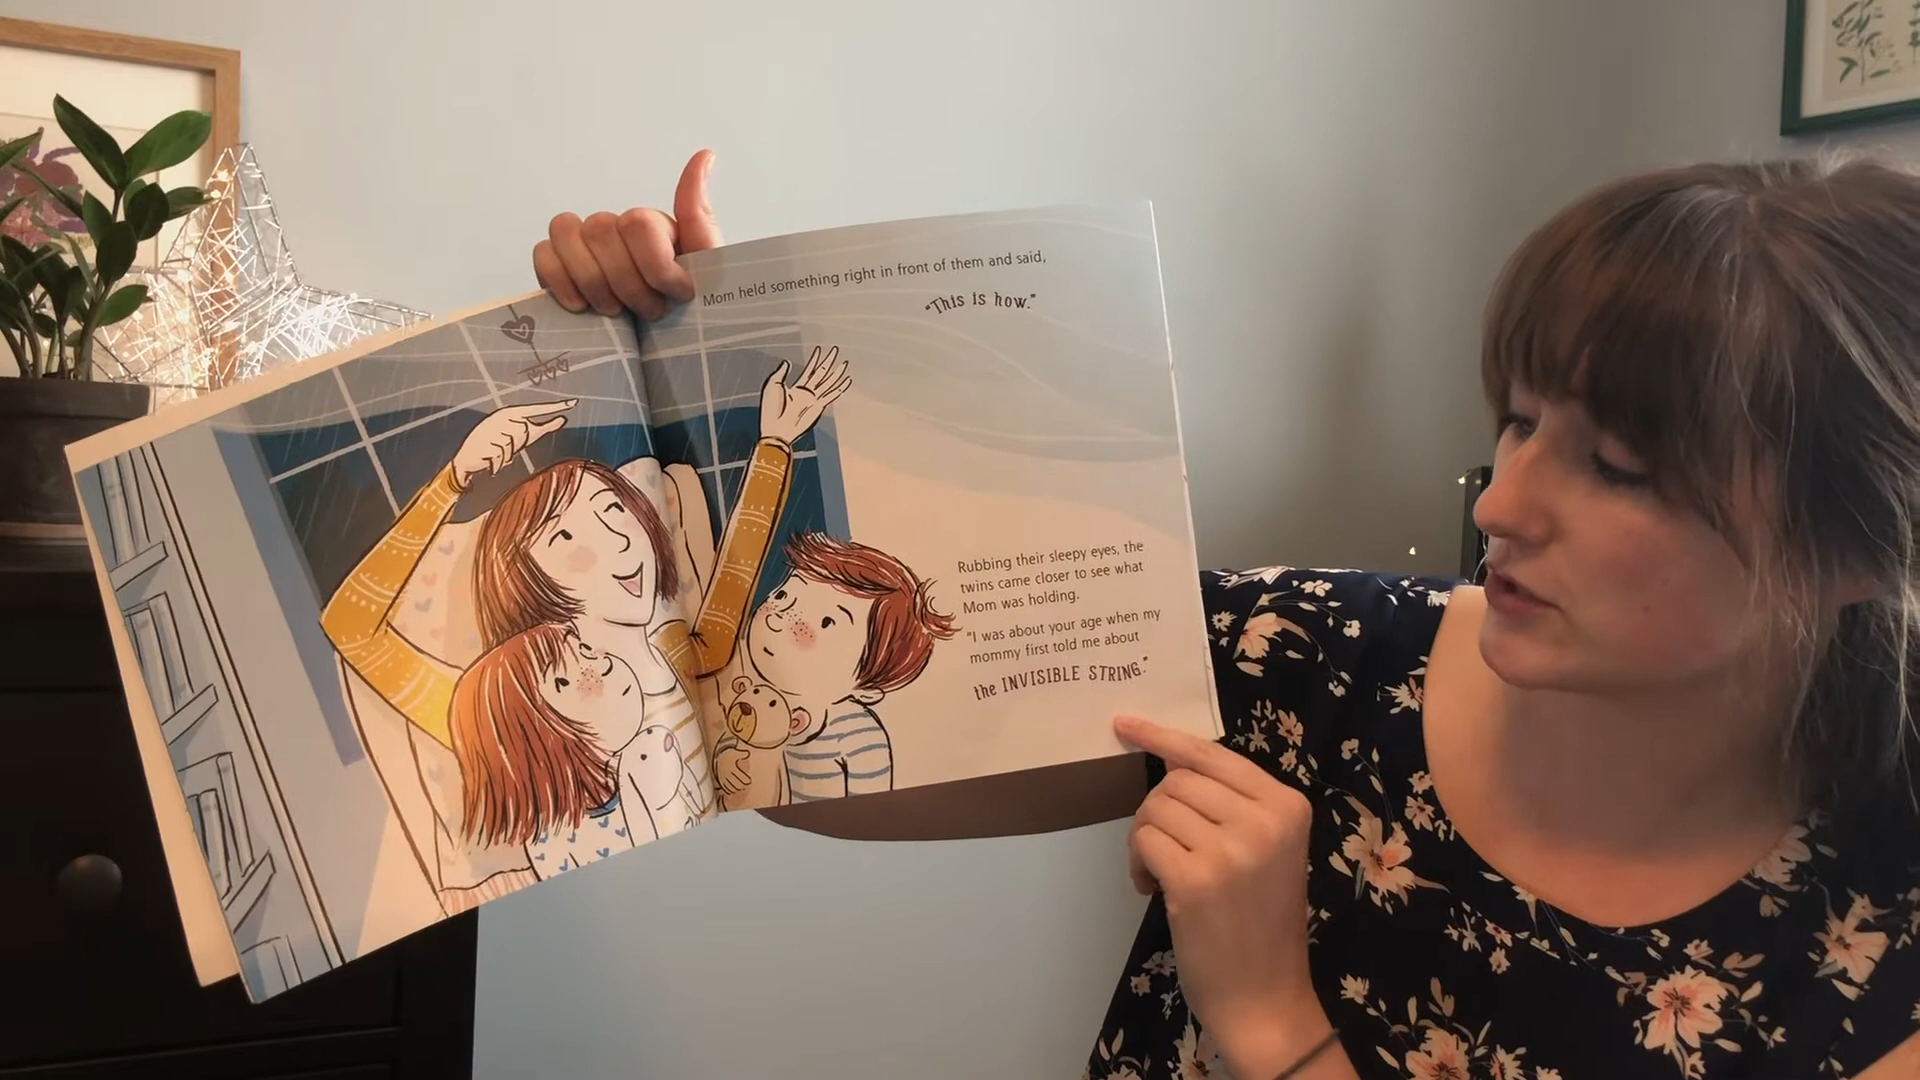 Mom held something right in front of them and said,
“This is how.”
Rubbing their sleepy eyes, the
twins came closer to see what
Mom was holding.
“I was about your age when my
mommy first told me about
the INVISIBLE STRING.”